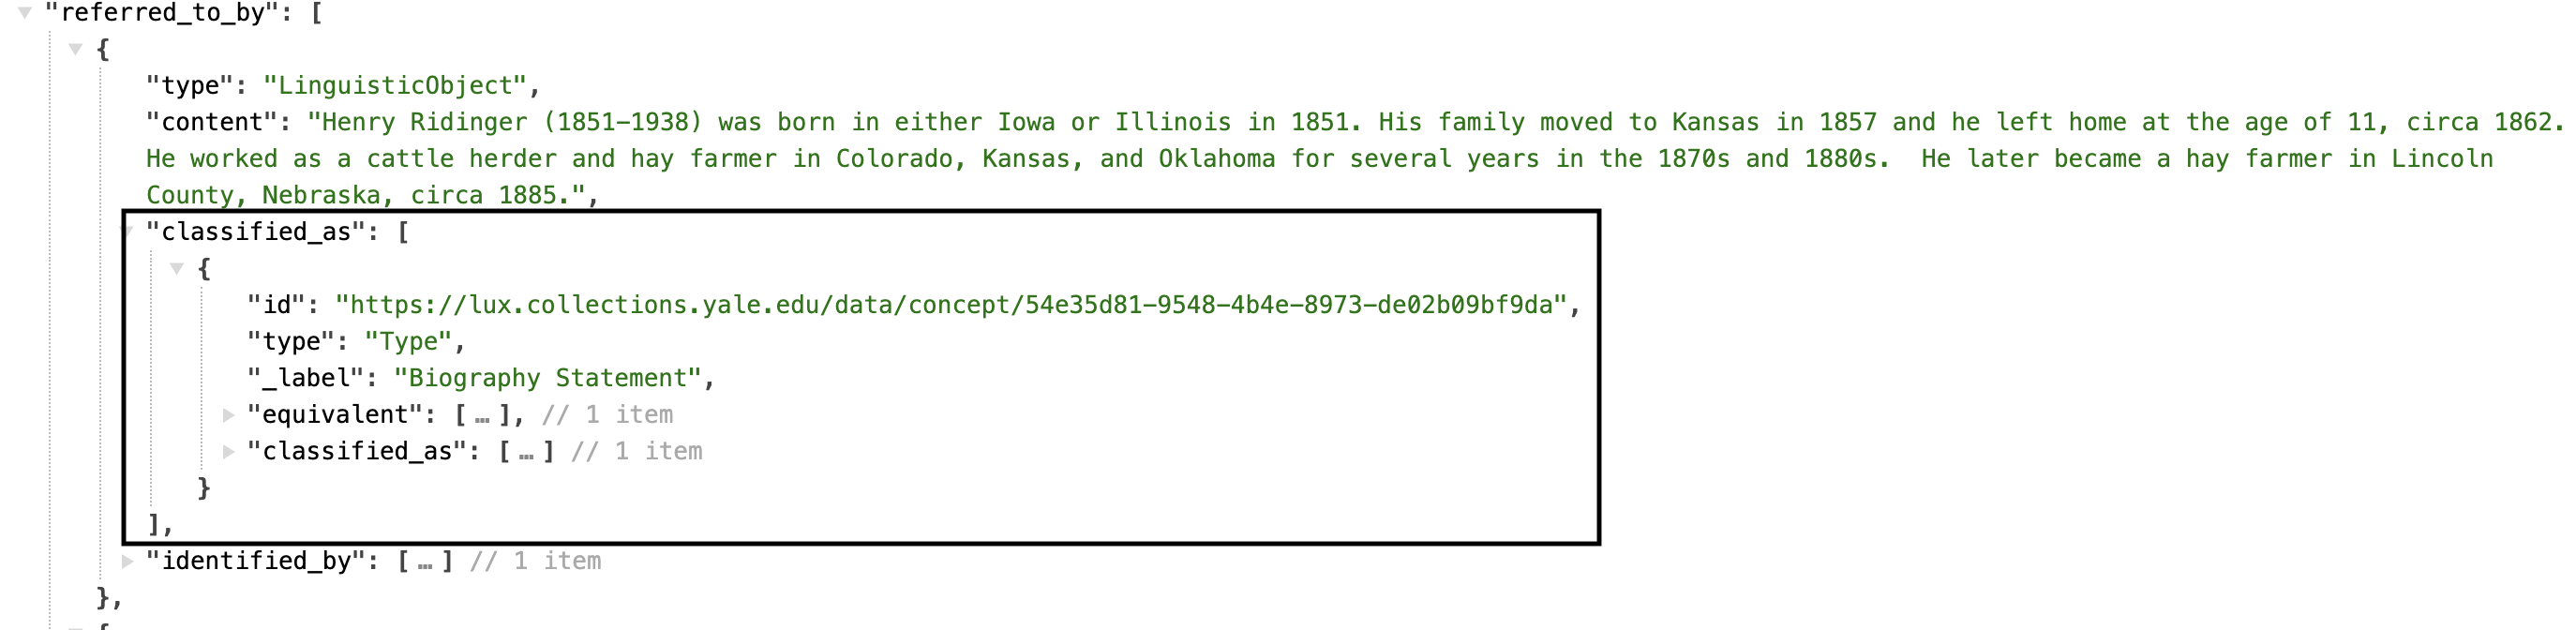 "referred_to_by": [
{
"type": "LinguisticObject",
"content": "Henry Ridinger (1851-1938) was born in either Iowa or Illinois in 1851. His family moved to Kansas in 1857 and he left home at the age of 11, circa 1862.
He worked as a cattle herder and hay farmer in Colorado, Kansas, and Oklahoma for several years in the 1870s and 1880s.  He later became a hay farmer in Lincoln
County, Nebraska, circa 1885.",
"classified_as": [
{
"id": "https://lux.collections.yale.edu/data/concept/54e35d81-9548-4b4e-8973-de02b09bf9da",
"type": "Type",
"_label": "Biography Statement",
"equivalent": [ … ], // 1 item
"classified_as": [ … ] // 1 item
}
],
"identified_by": [ … ] // 1 item
},
{